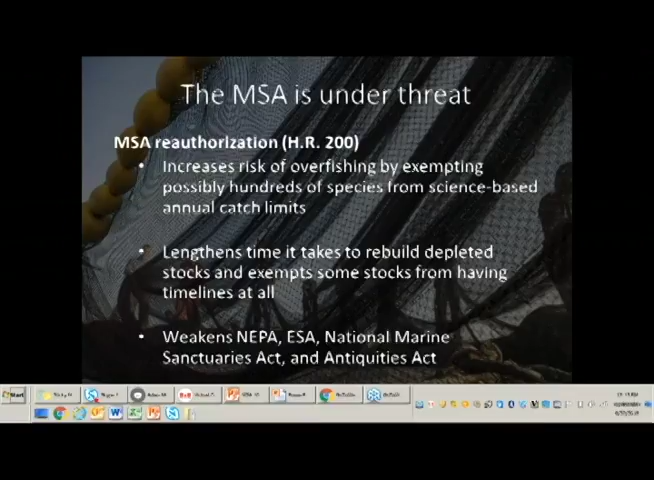 The MSA is under threat
MSA reauthorization (H.R. 200)
• Increases risk of overfishing by exempting
possibly hundreds of species from science-based
annual catch limits
• Lengthens time it takes to rebuild depleted
stocks and exempts some stocks from having
timelines at all
• Weakens NEPA, ESA, National Marine
Sanctuaries Act, and Antiquities Act
Start